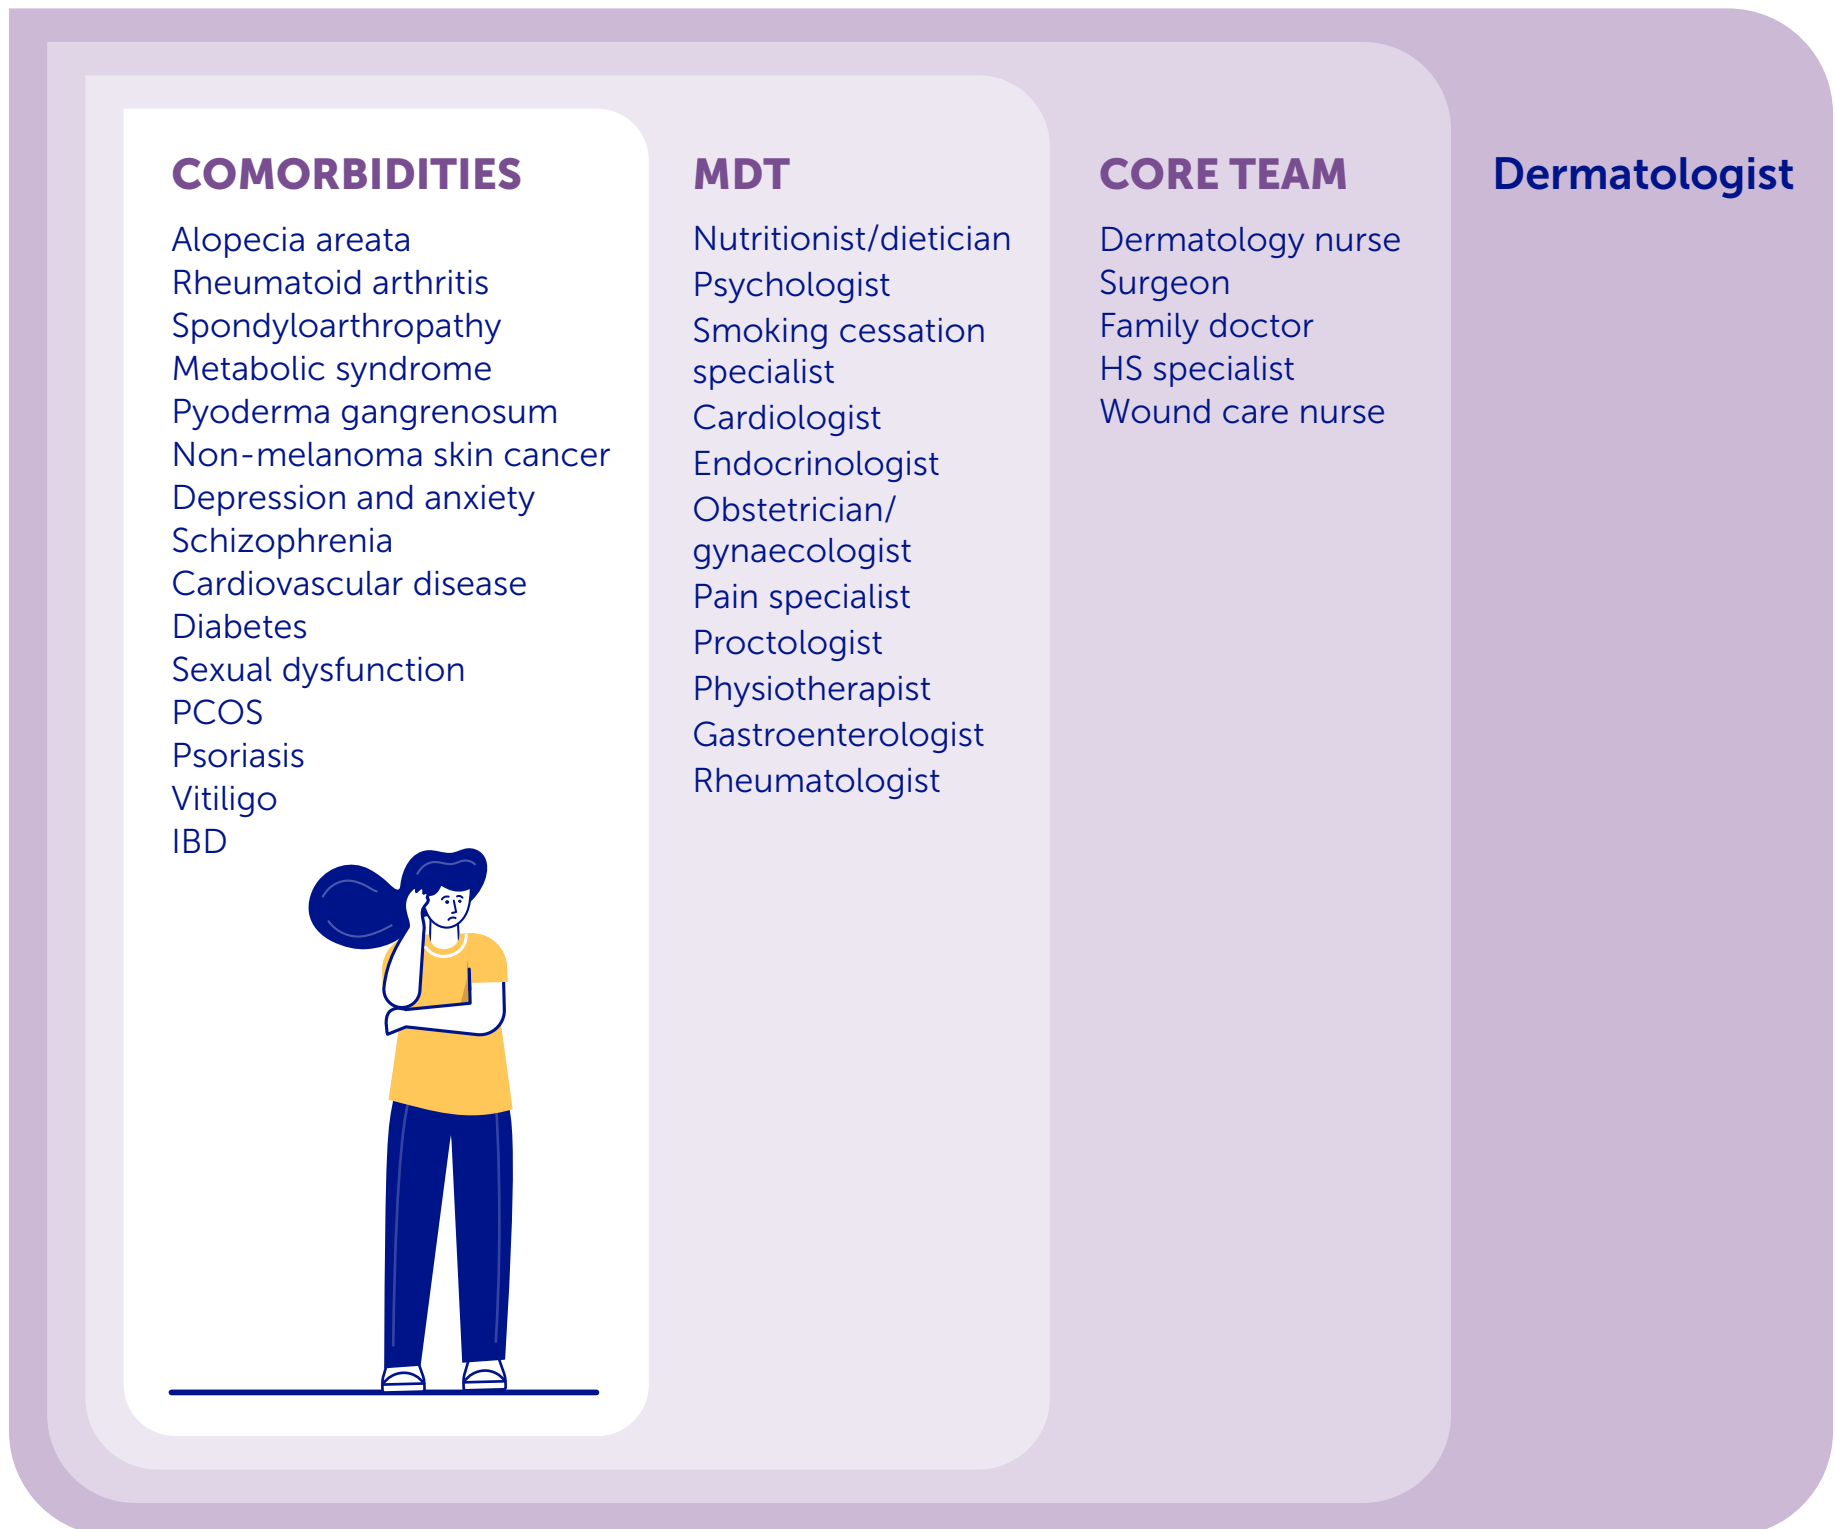 COMORBIDITIES
Alopecia areata
Rheumatoid arthritis
Spondyloarthropathy
Metabolic syndrome
Pyoderma gangrenosum
Non-melanoma skin cancer
Depression and anxiety
Schizophrenia
Cardiovascular disease
Diabetes
Sexual dysfunction
PCOS
Psoriasis
Vitiligo
IBD
MDT
Nutritionist/dietician
Psychologist
Smoking cessation
specialist
Cardiologist
Endocrinologist
Obstetrician/
gynaecologist
Pain specialist
Proctologist
Physiotherapist
Gastroenterologist
Rheumatologist
CORE TEAM
Dermatology nurse
Surgeon
Family doctor
HS specialist
Wound care nurse
Dermatologist